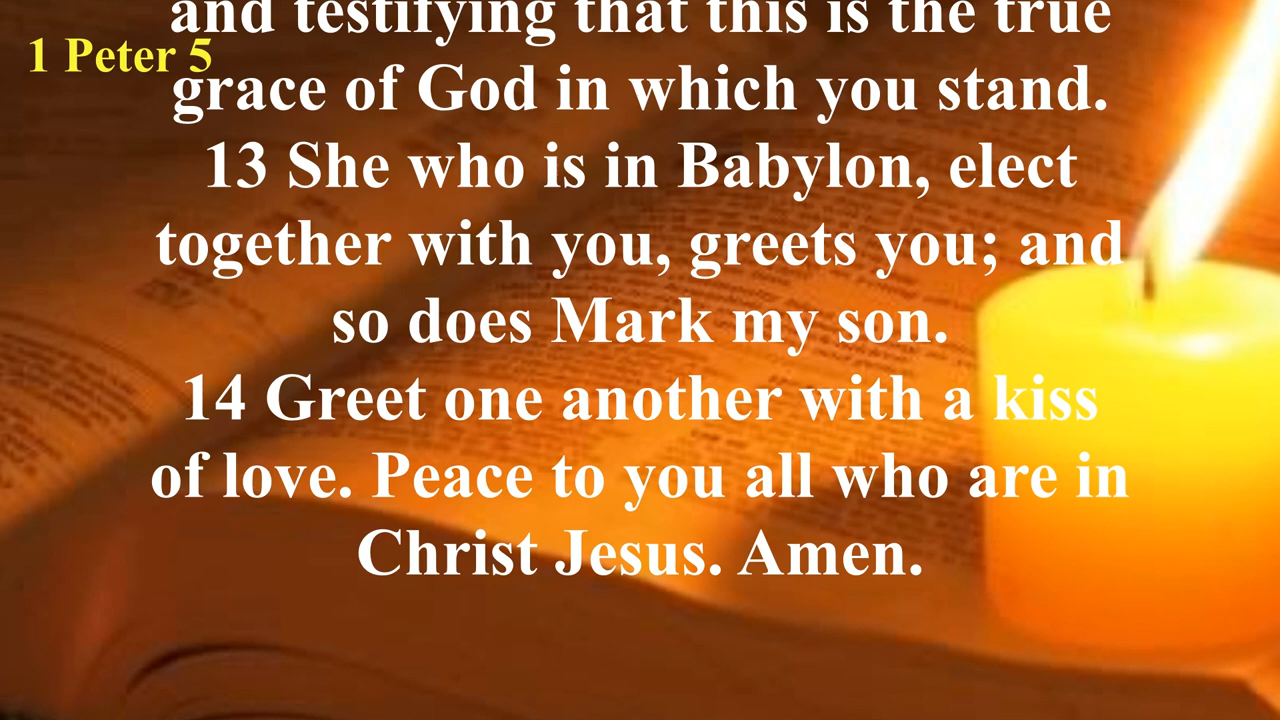 and testifying that this is the true
1 Peter 5
grace of God in which you stand.
13 She who is in Babylon, elect
together with you, greets you; and
so does Mark my son.
14 Greet one another with a kiss
of love. Peace to you all who are in
Christ Jesus. Amen.